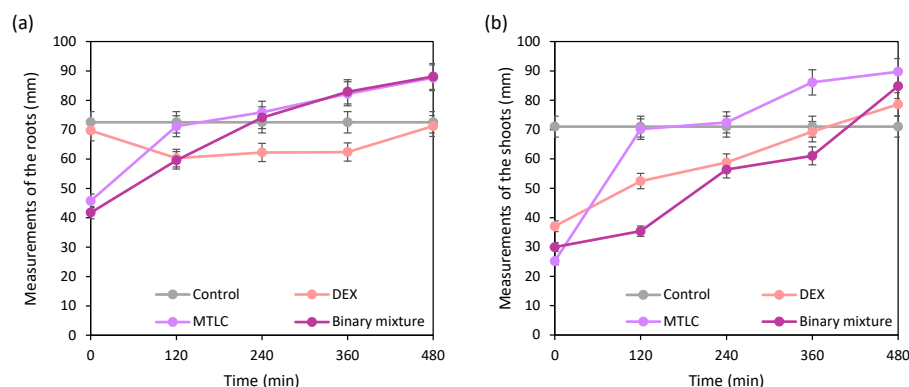 (a)
Measurements of the roots (mm)
100
90
80
70
60
50
40
30
20
10
0
Control
DEX
MTLC
Binary mixture
0 120 240 360 480
Time (min)
(b)
Measurements of the shoots (mm)
100
90
80
70
60
50
40
30
20
10
0
Control
DEX
MTLC
Binary mixture
0 120 240 360 480
Time (min)